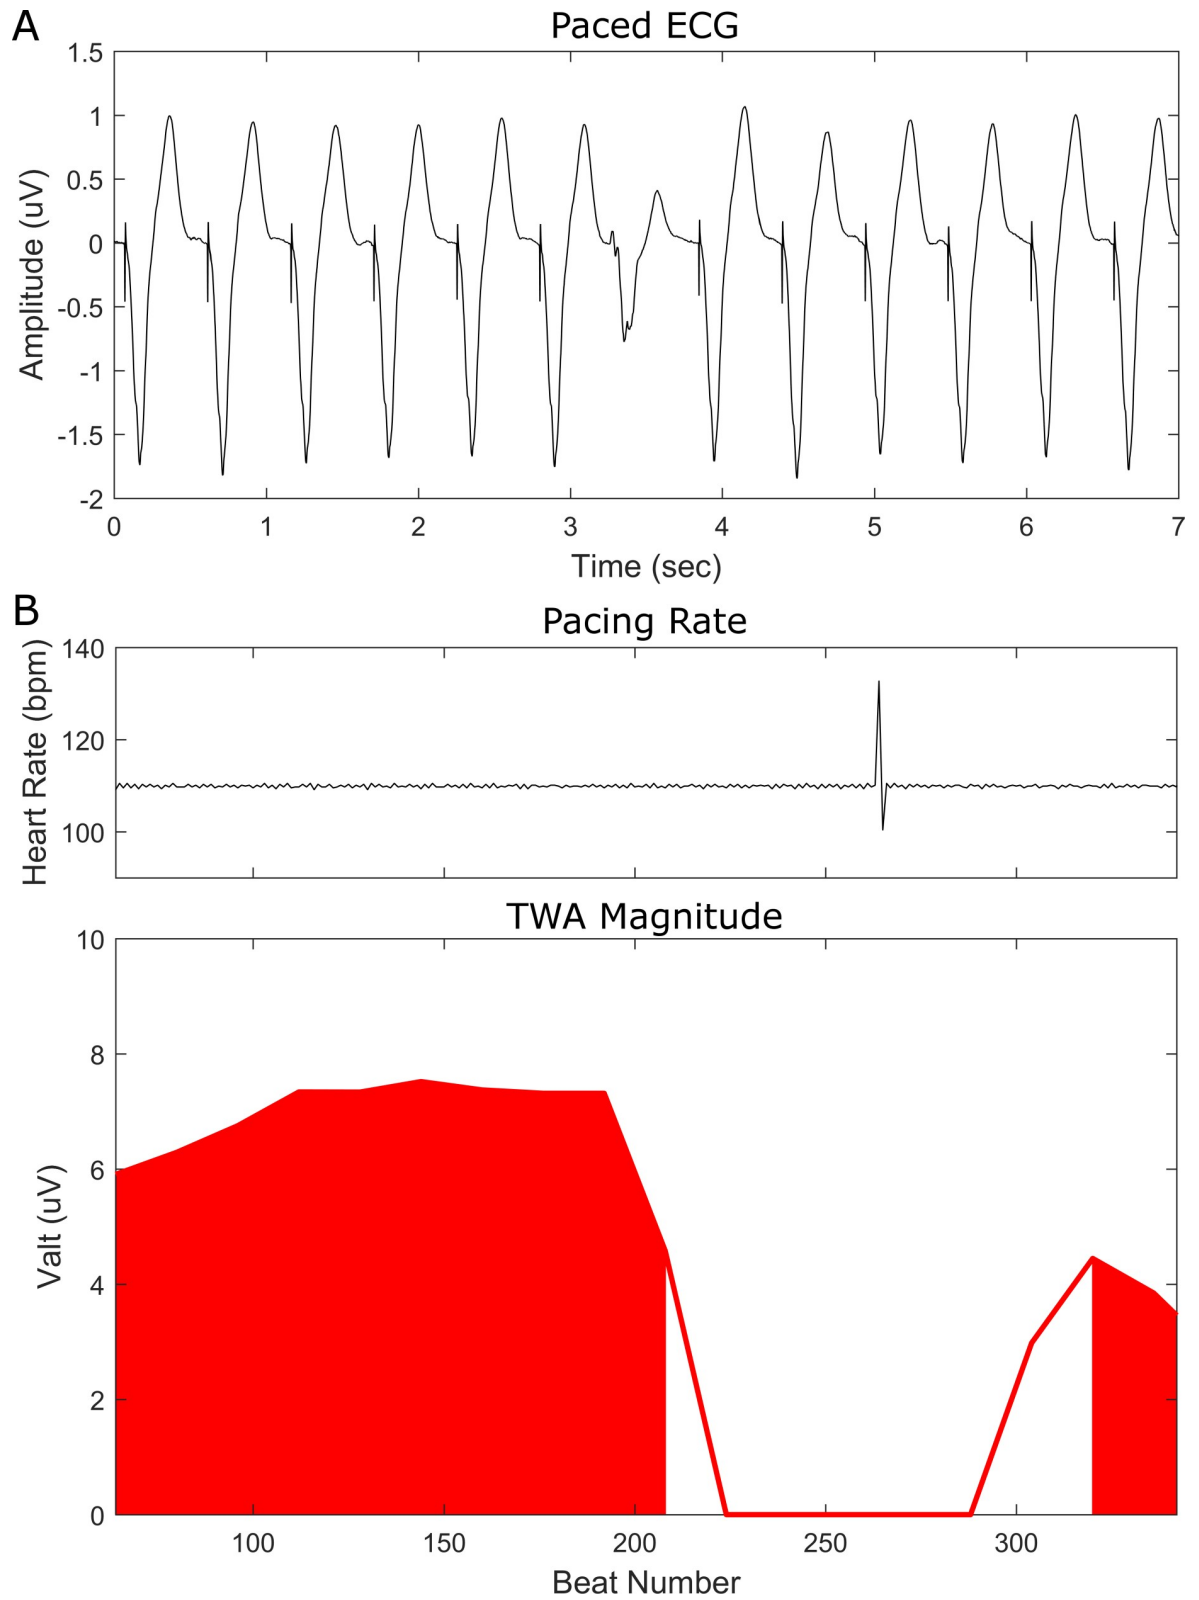 A
Paced ECG
1.5
1
0.5
0
-0.5
-1
-1.5
-2
Amplitude (uV)
0 1 2 3 4 5 6 7
Time (sec)
B
Pacing Rate
140
120
100
Heart Rate (bpm)
TWA Magnitude
10
8
6
4
2
0
Valt (uV)
100 150 200 250 300
Beat Number